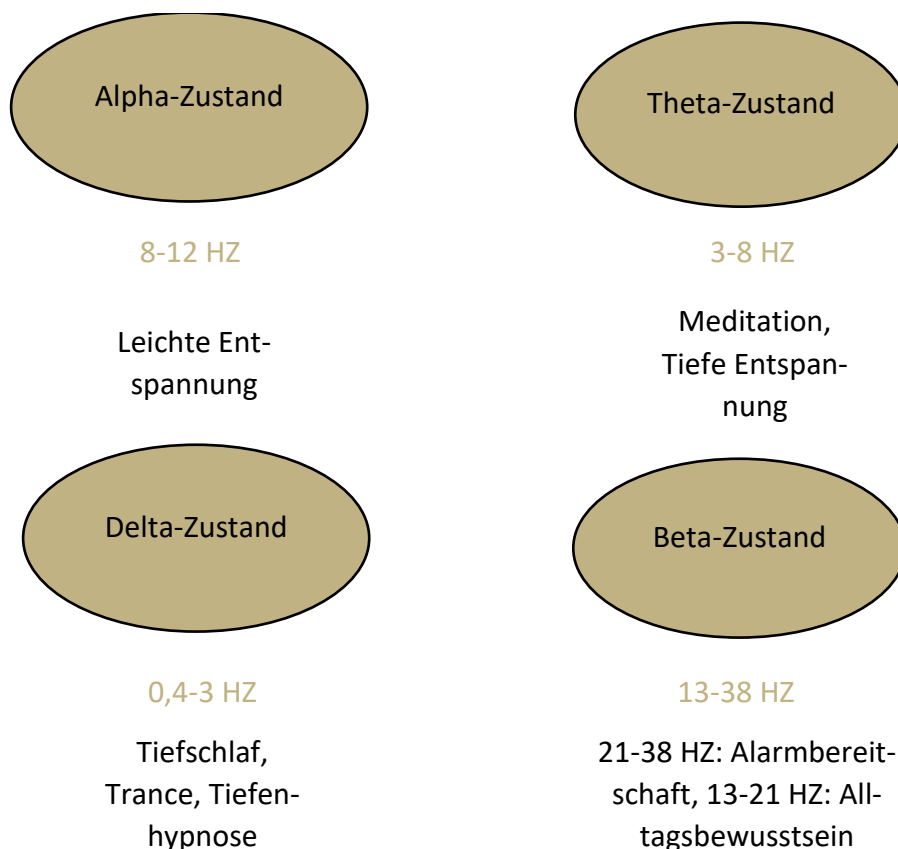 Alpha-Zustand
8-12 HZ
Leichte Ent-
spannung
Theta-Zustand
3-8 HZ
Meditation,
Tiefe Entspan-
nung
Delta-Zustand
0,4-3 HZ
Tiefschlaf,
Trance, Tiefen-
hypnose
Beta-Zustand
13-38 HZ
21-38 HZ: Alarmbereit-
schaft, 13-21 HZ: All-
tagsbewusstsein